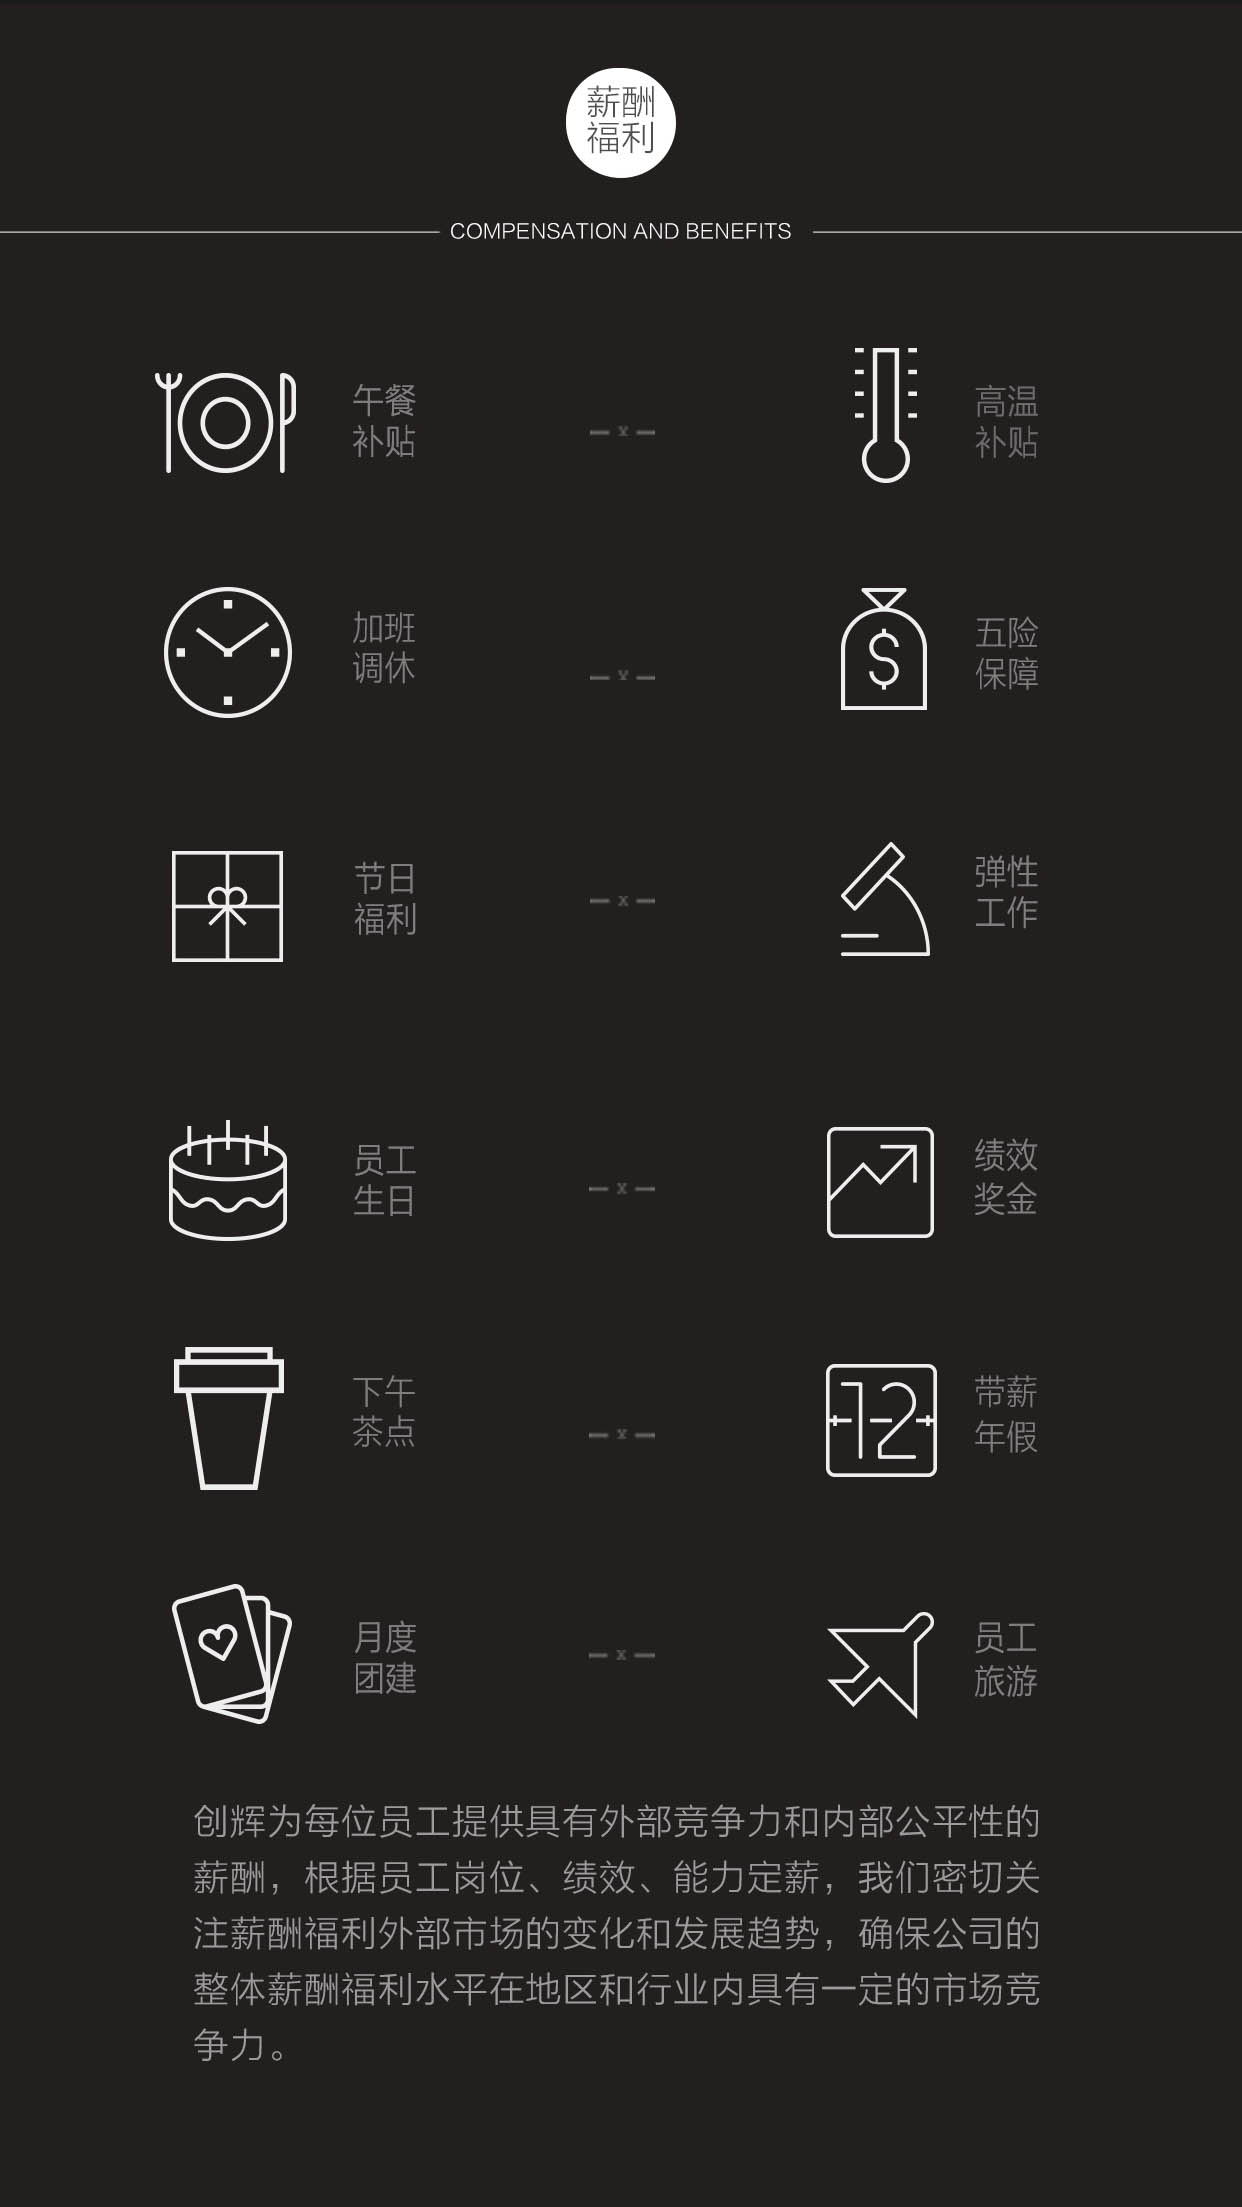 薪酬
福利
COMPENSATION AND BENEFITS
午餐
补贴
x
高温
补贴
加班
调休
五险
保障
节日
福利
x
弹性
工作
员工
生日
x
绩效
奖金
下午
茶点
x
12
带薪
年假
月度
团建
x
员工
旅游
创辉为每位员工提供具有外部竞争力和内部公平性的
薪酬，根据员工岗位、绩效、能力定薪，我们密切关
注薪酬福利外部市场的变化和发展趋势，确保公司的
整体薪酬福利水平在地区和行业内具有一定的市场竞
争力。